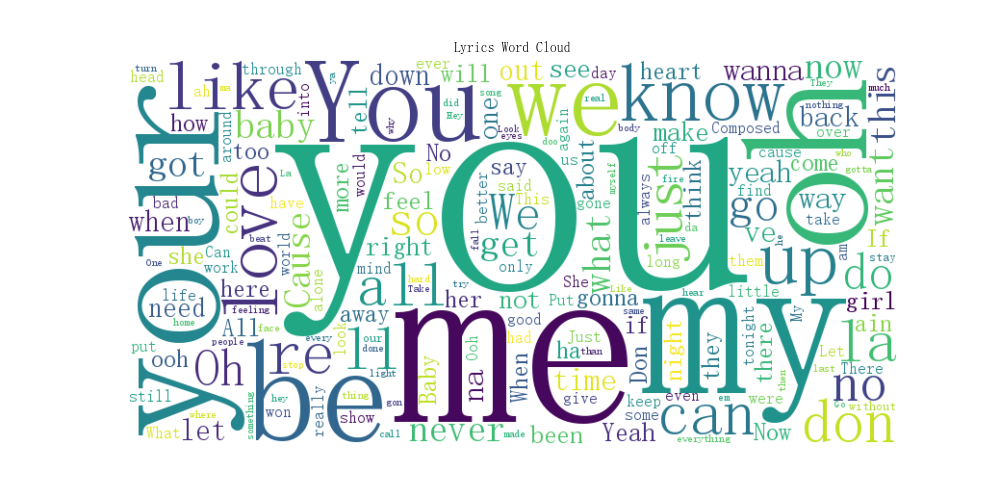 Lyrics Word Cloud
turn
head
ah
ma
like
through
ya
into
how
baby
around
You
down
why
tell
ever
will
did
Hey
song
out
one
we
see
day
real
again
doo
us
Look
eyes
know
heart
body
make
off
wanna
Composed
now
They
nothing
back
over
this
much
your
got
too
could
love
more
would
So
so
No
low
feel
right
you
say
said
This
better
We
get
fall
only
about
gone
what
myself
always
just
long
think
da
fire
leave
them
cause
yeah
find
go
ve
he
come
who
gotta
oh
way
take
want
If
am
stay
up
do
when
bad
boy
she
have
La
Cause
alone
world
beat
Can
work
One
feeling
here
life
need
home
All
people
face
mind
all
away
her
hard
Take
try
not
She
Put
gonna
Like
same
hear
little
my
My
girl
put
ooh
Oh
re
stop
every
look
ll
our
done
light
me
good
had
When
Just
than
ha
time
give
if
Don
night
they
tonight
there
then
Let
last
There
la
ain
no
still
What
where
let
something
be
hey
won
really
thing
show
gon
call
Baby
na
Ooh
never
made
been
Yeah
some
keep
even
em
everything
can
were
Now
Go
without
don